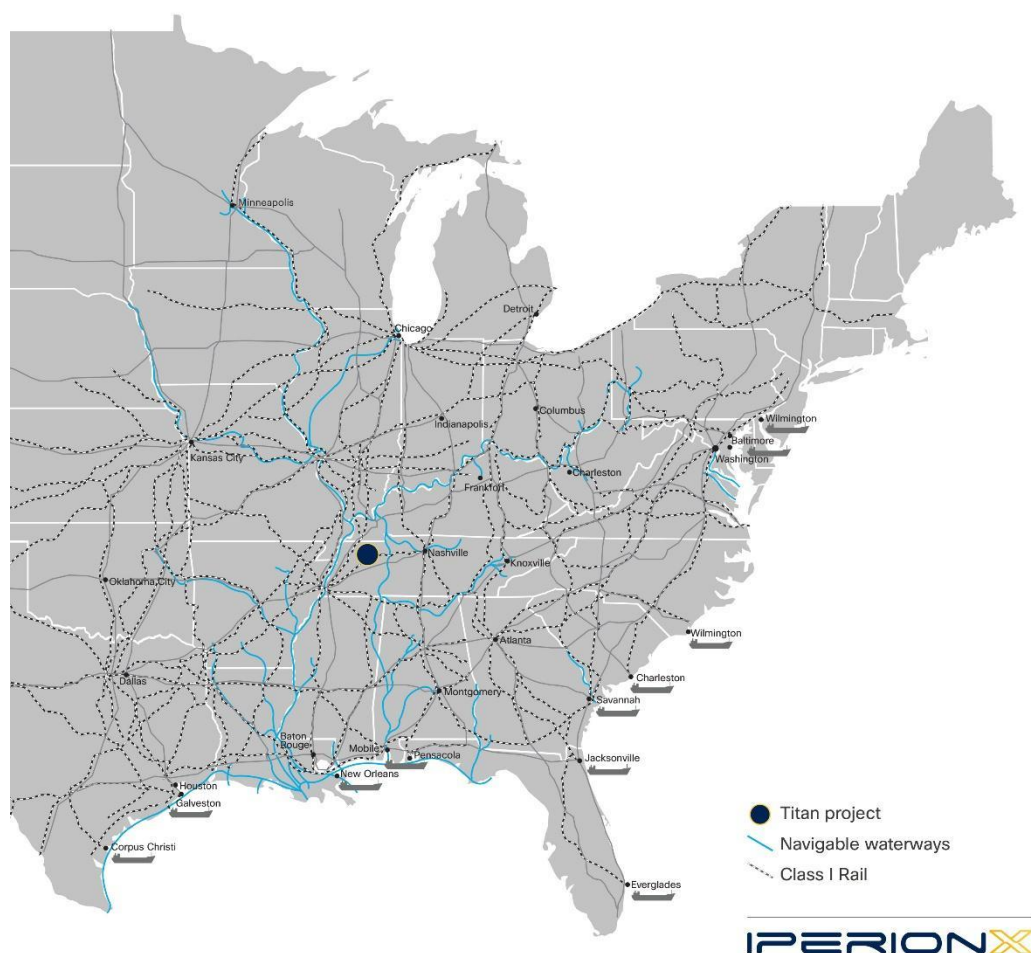 Minneapolis
Detroit
Chicago
Columbus
Indianapolis
Wilmington
Baltimore
Washington
Kansas City
Charleston
Frankfort
Nashville
Knoxville
Oklahoma City
Wilmington
Atlanta
Charleston
Dallas
Montgomery
Savannah
Baton
Rouge
Mobile
Pensacola
Jacksonville
New Orleans
Houston
Galveston
Corpus Christi
Everglades
Titan project
Navigable waterways
Class I Rail
IPERIONX